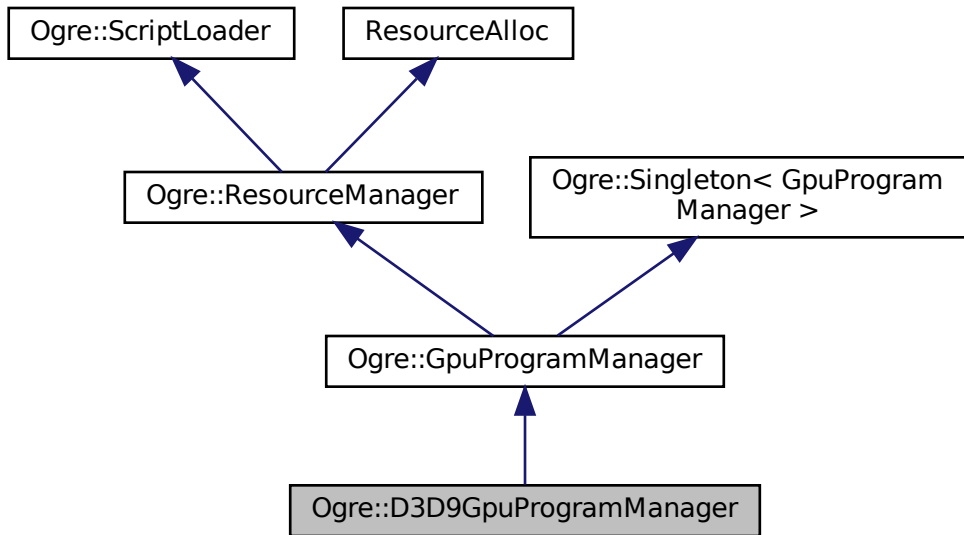 Ogre::ScriptLoader
ResourceAlloc
Ogre::ResourceManager
Ogre::Singleton< GpuProgram
Manager >
Ogre::GpuProgramManager
Ogre::D3D9GpuProgramManager